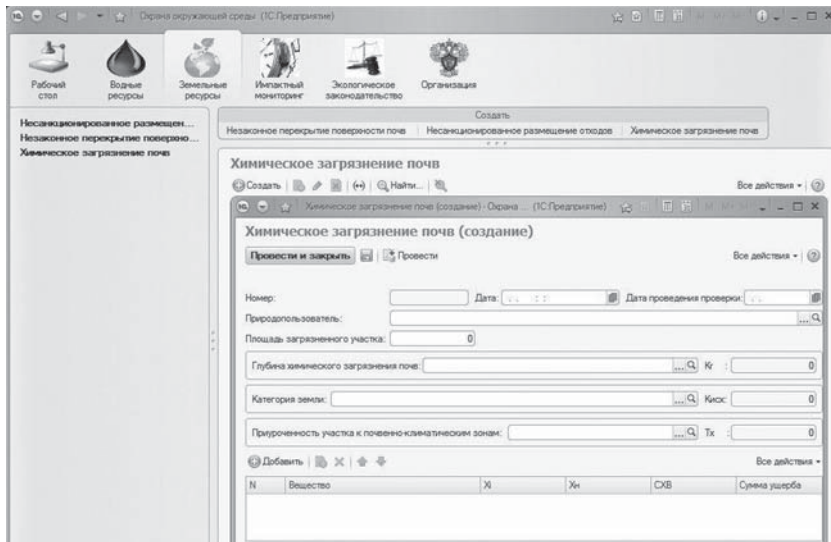 Охрана окружающей среды (1С:Предприятие)
Рабочий стол
Водные ресурсы
Земельные ресурсы
Импактный мониторинг
Экологическое законодательство
Организация
Несанкционированное размещен...
Незаконное перекрытие поверхно...
Химическое загрязнение почв
Создать
Незаконное перекрытие поверхности почв | Несанкционированное размещение отходов | Химическое загрязнение почв
Химическое загрязнение почв
Создать Найти... Все действия
Химическое загрязнение почв (создание) - Охрана ... (1С:Предприятие)
Химическое загрязнение почв (создание)
Провести и закрыть Провести Все действия
Номер: Дата: . . : : Дата проведения проверки: . .
Природопользователь:
Площадь загрязненного участка: 0
Глубина химического загрязнения почв: Кг : 0
Категория земли: Кисх: 0
Приуроченность участка к почвенно-климатическим зонам: Тх : 0
Добавить Все действия
N Вещество Xi Хн СХВ Сумма ущерба